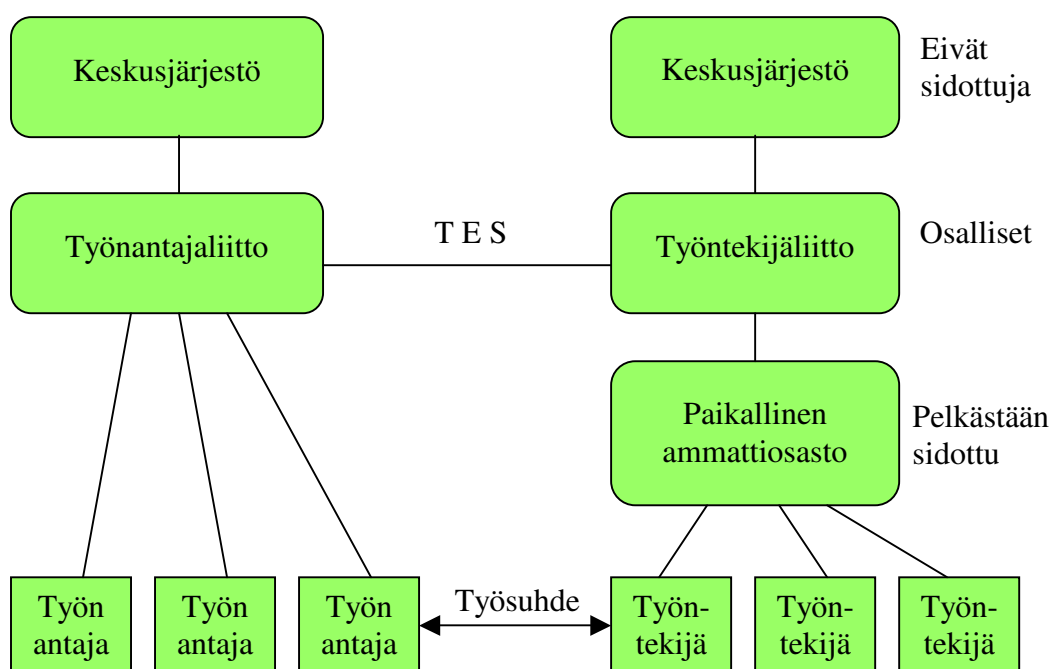 Keskusjärjestö
Keskusjärjestö
Eivät
sidottuja
Työnantajaliitto
T E S
Työntekijäliitto
Osalliset
Paikallinen
ammattiosasto
Pelkästään
sidottu
Työn
antaja
Työn
antaja
Työn
antaja
Työsuhde
Työn-
tekijä
Työn-
tekijä
Työn-
tekijä